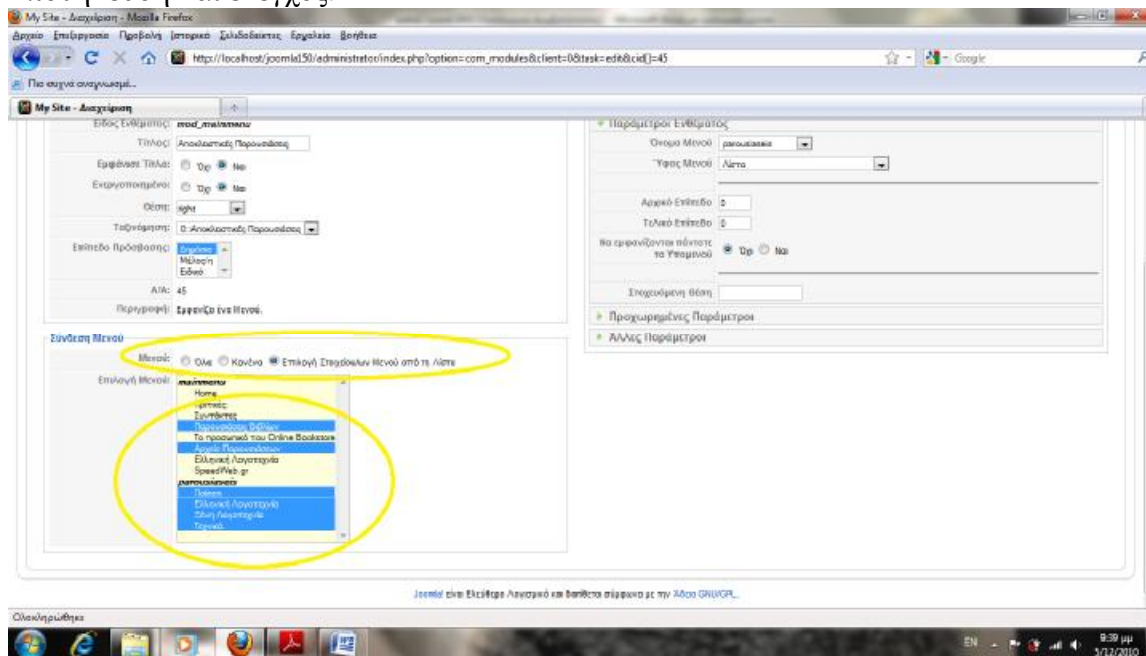 My Site - Διαχείριση - Mozilla Firefox
Αρχείο Επεξεργασία Προβολή Ιστορικό Σελιδοδείκτες Εργαλεία Βοήθεια
http://localhost/joomla150/administrator/index.php?option=com_modules&client=0&task=edit&cid[]=45
Google
Πιο συχνά αναγνωσμέ...
My Site - Διαχείριση
Είδος Ενθέματος: mod_mainmenu
Τίτλος: Αποκλειστικές Παρουσιάσεις
Εμφάνιση Τίτλου: Όχι Ναι
Ενεργοποιημένο: Όχι Ναι
Θέση: right
Ταξινόμηση: 0: Αποκλειστικές Παρουσιάσεις
Επίπεδο Πρόσβασης: Δημόσιο
Μέλος/η
Ειδικό
Α/Α: 45
Περιγραφή: Εμφανίζει ένα Μενού.
Παράμετροι Ενθέματος
Όνομα Μενού parousiaseis
Ύφος Μενού Λίστα
Αρχικό Επίπεδο 0
Τελικό Επίπεδο 0
Να εμφανίζονται πάντοτε τα Υπομενού Όχι Ναι
Στοχευόμενη Θέση
Προχωρημένες Παράμετροι
Άλλες Παράμετροι
Σύνδεση Μενού
Μενού: Όλα Κανένα Επιλογή Στοιχείου/ων Μενού από τη Λίστα
Επιλογή Μενού: mainmenu
Home
Κριτικές
Συντάκτες
Παρουσιάσεις Βιβλίων
Το προσωπικό του Online Bookstore
Αρχείο Παρουσιάσεων
Ελληνική Λογοτεχνία
SpeedWeb.gr
parousiaseis
Ποίηση
Ελληνική Λογοτεχνία
Ξένη Λογοτεχνία
Τεχνικά
Joomla! είναι Ελεύθερο Λογισμικό και διατίθεται σύμφωνα με την Άδεια GNU/GPL.
Ολοκληρώθηκε
EN
9:39 μμ
5/12/2010